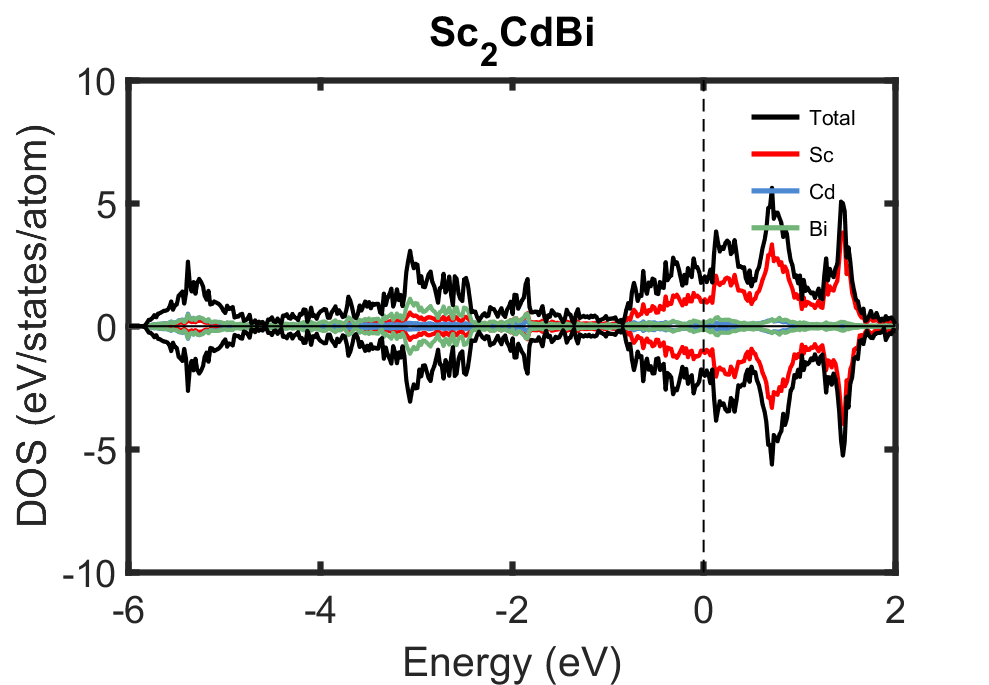 Sc2CdBi
DOS (eV/states/atom)
10
5
0
-5
-10
Total
Sc
Cd
Bi
-6 -4 -2 0 2
Energy (eV)